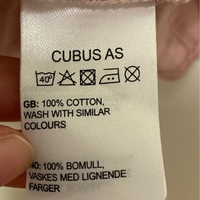 CUBUS AS
40°
GB: 100% COTTON,
WASH WITH SIMILAR
COLOURS
NO: 100% BOMULL,
VASKES MED LIGNENDE
FARGER